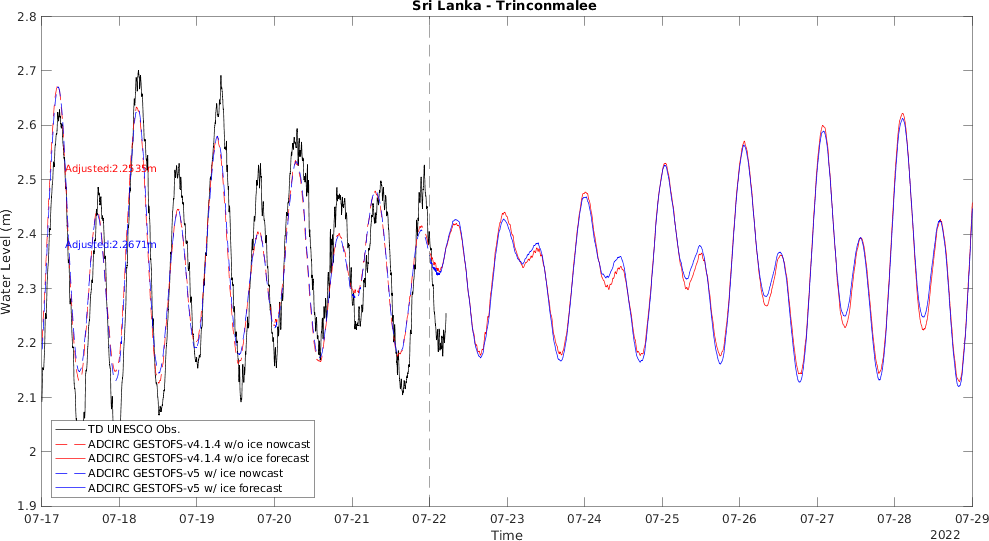 Sri Lanka - Trinconmalee
2.8
2.7
2.6
2.5
2.4
2.3
2.2
2.1
2
1.9
Water Level (m)
Adjusted:2.2535m
Adjusted:2.2671m
TD UNESCO Obs.
ADCIRC GESTOFS-v4.1.4 w/o ice nowcast
ADCIRC GESTOFS-v4.1.4 w/o ice forecast
ADCIRC GESTOFS-v5 w/ ice nowcast
ADCIRC GESTOFS-v5 w/ ice forecast
07-17 07-18 07-19 07-20 07-21 07-22 07-23 07-24 07-25 07-26 07-27 07-28 07-29
Time
2022